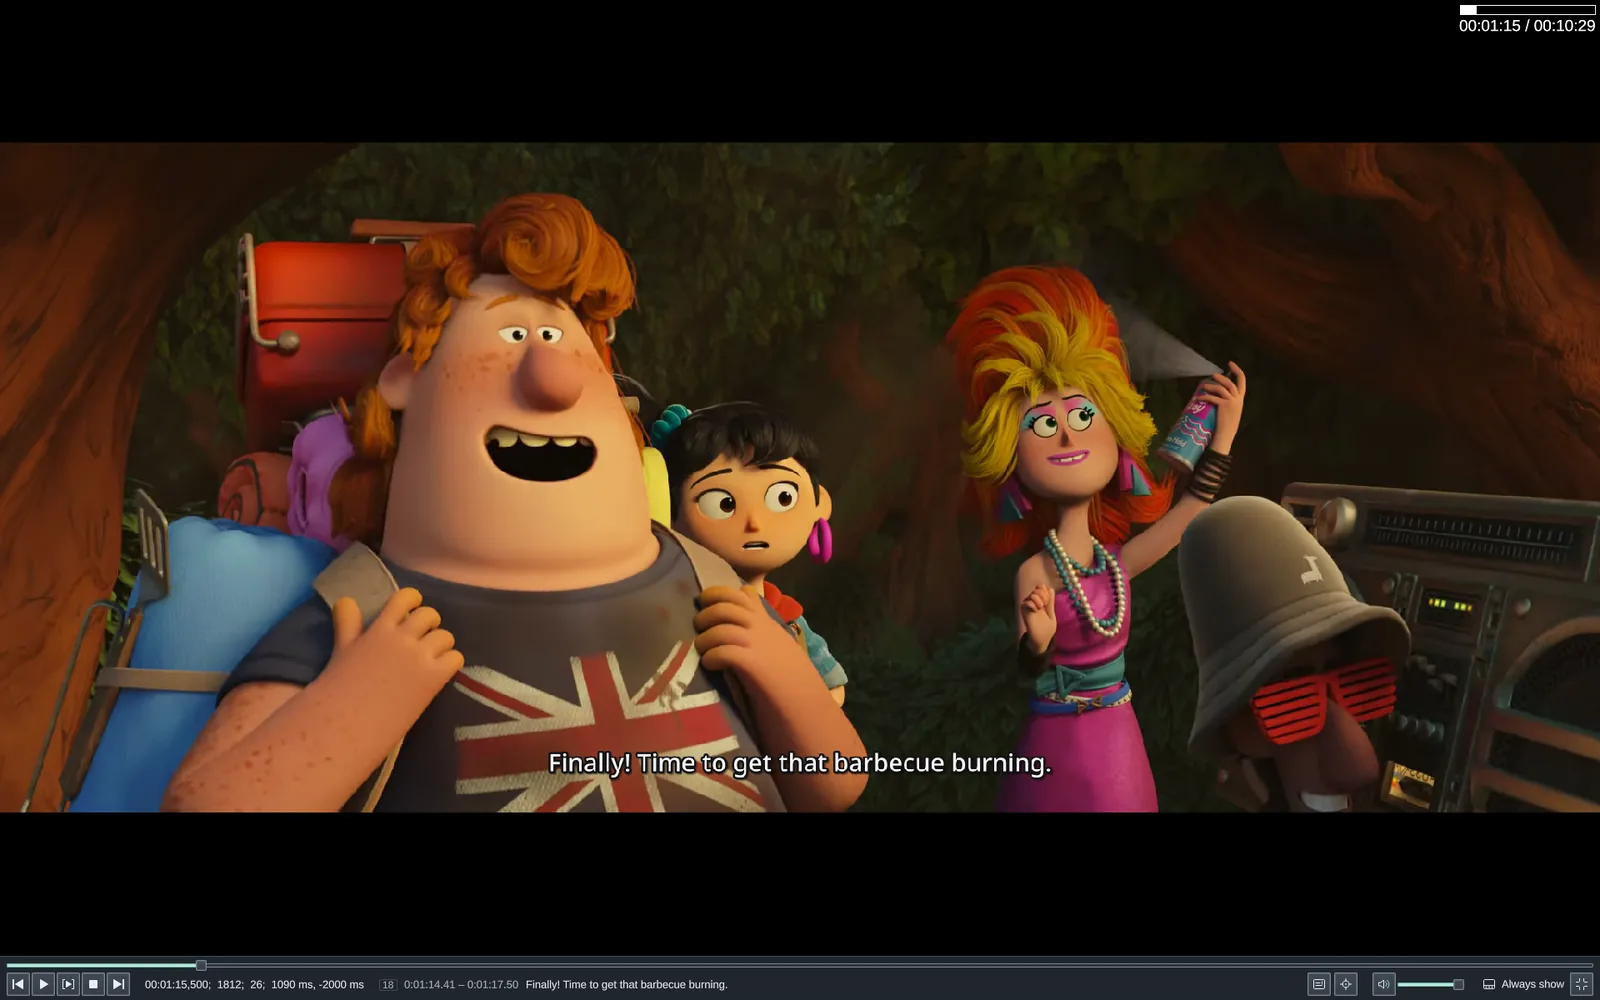 00:01:15 / 00:10:29
Finally! Time to get that barbecue burning.
00:01:15,500; 1812; 26; 1090 ms, -2000 ms 18 0:01:14.41 – 0:01:17.50 Finally! Time to get that barbecue burning. Always show